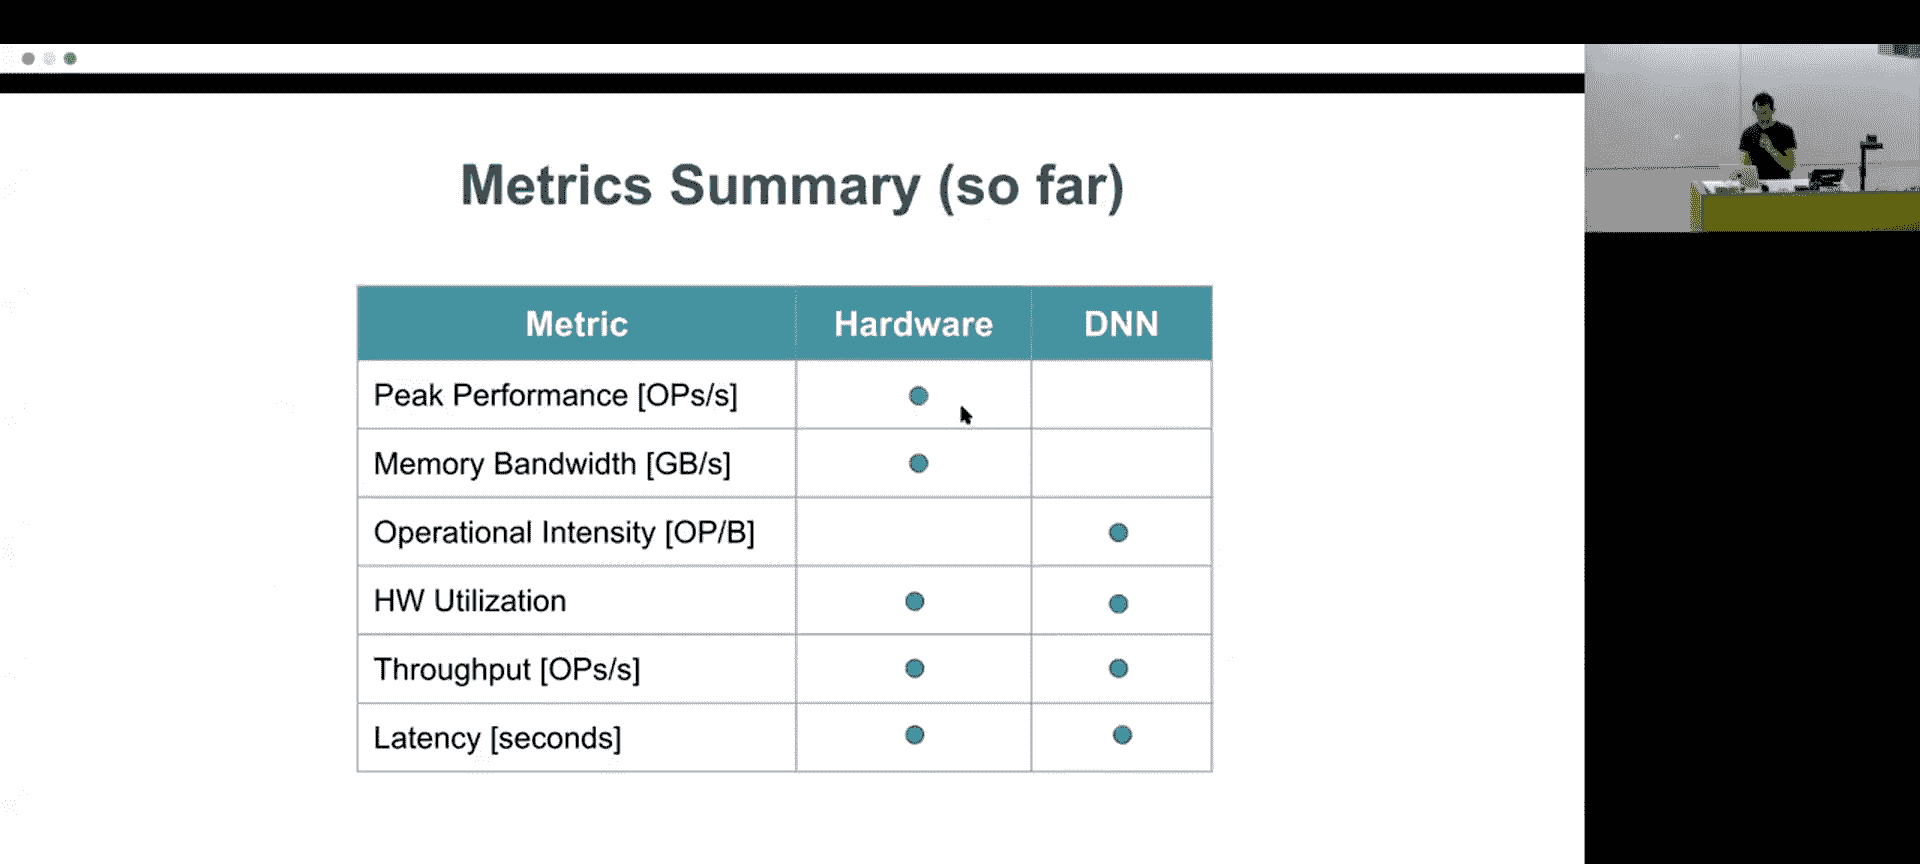 Metrics Summary (so far)
Metric Hardware DNN
Peak Performance [OPs/s]
Memory Bandwidth [GB/s]
Operational Intensity [OP/B]
HW Utilization
Throughput [OPs/s]
Latency [seconds]